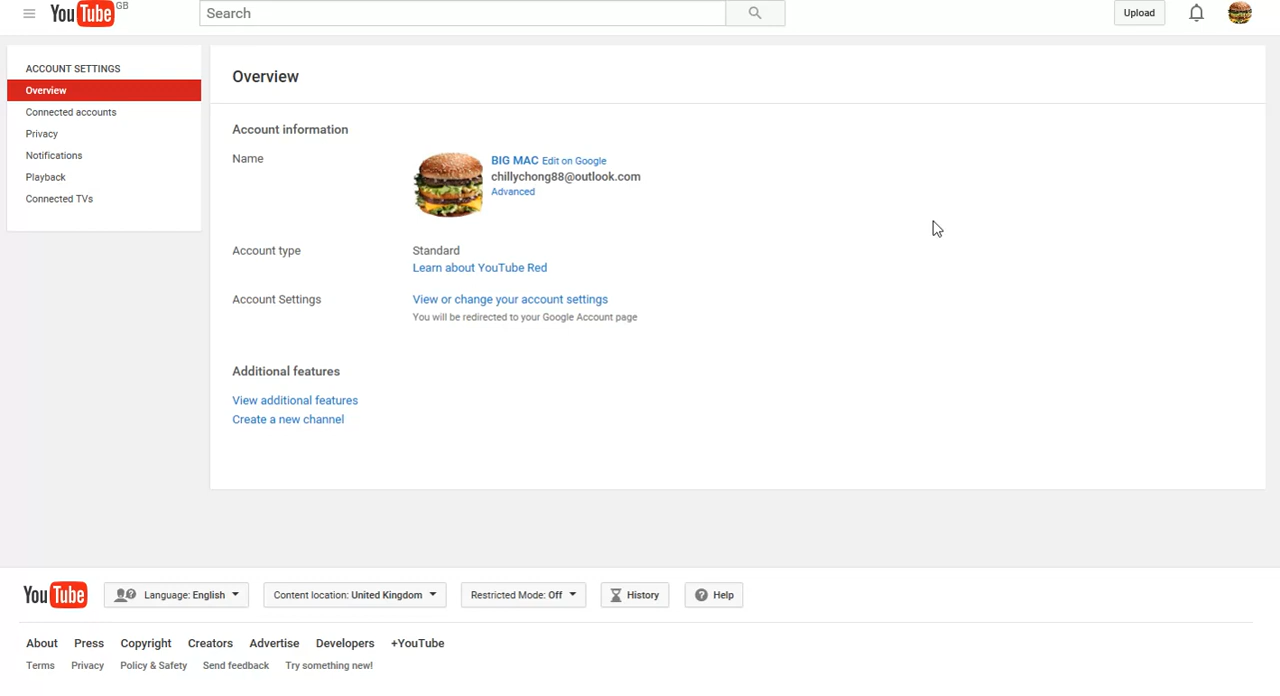 YouTube GB
Search
Upload
ACCOUNT SETTINGS
Overview
Connected accounts
Privacy
Notifications
Playback
Connected TVs
Overview
Account information
Name
BIG MAC Edit on Google
chillychong88@outlook.com
Advanced
Account type
Standard
Learn about YouTube Red
Account Settings
View or change your account settings
You will be redirected to your Google Account page
Additional features
View additional features
Create a new channel
YouTube
Language: English
Content location: United Kingdom
Restricted Mode: Off
History
Help
About Press Copyright Creators Advertise Developers +YouTube
Terms Privacy Policy & Safety Send feedback Try something new!